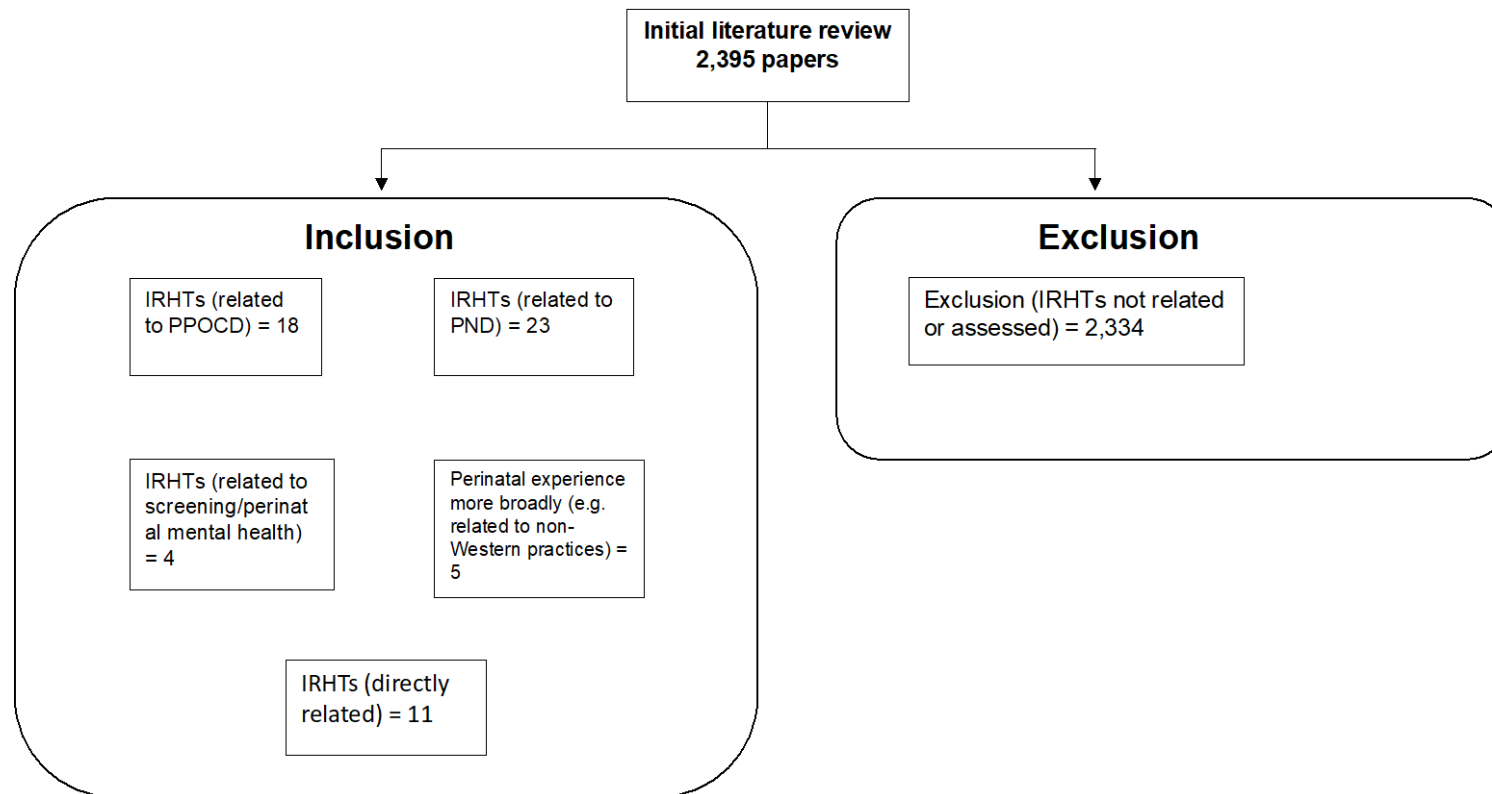 Initial literature review
2,395 papers
Inclusion
IRHTs (related
to PPOCD) = 18
IRHTs (related to
PND) = 23
IRHTs (related to
screening/perinat
al mental health)
= 4
Perinatal experience
more broadly (e.g.
related to non-
Western practices) =
5
IRHTs (directly
related) = 11
Exclusion
Exclusion (IRHTs not related
or assessed) = 2,334